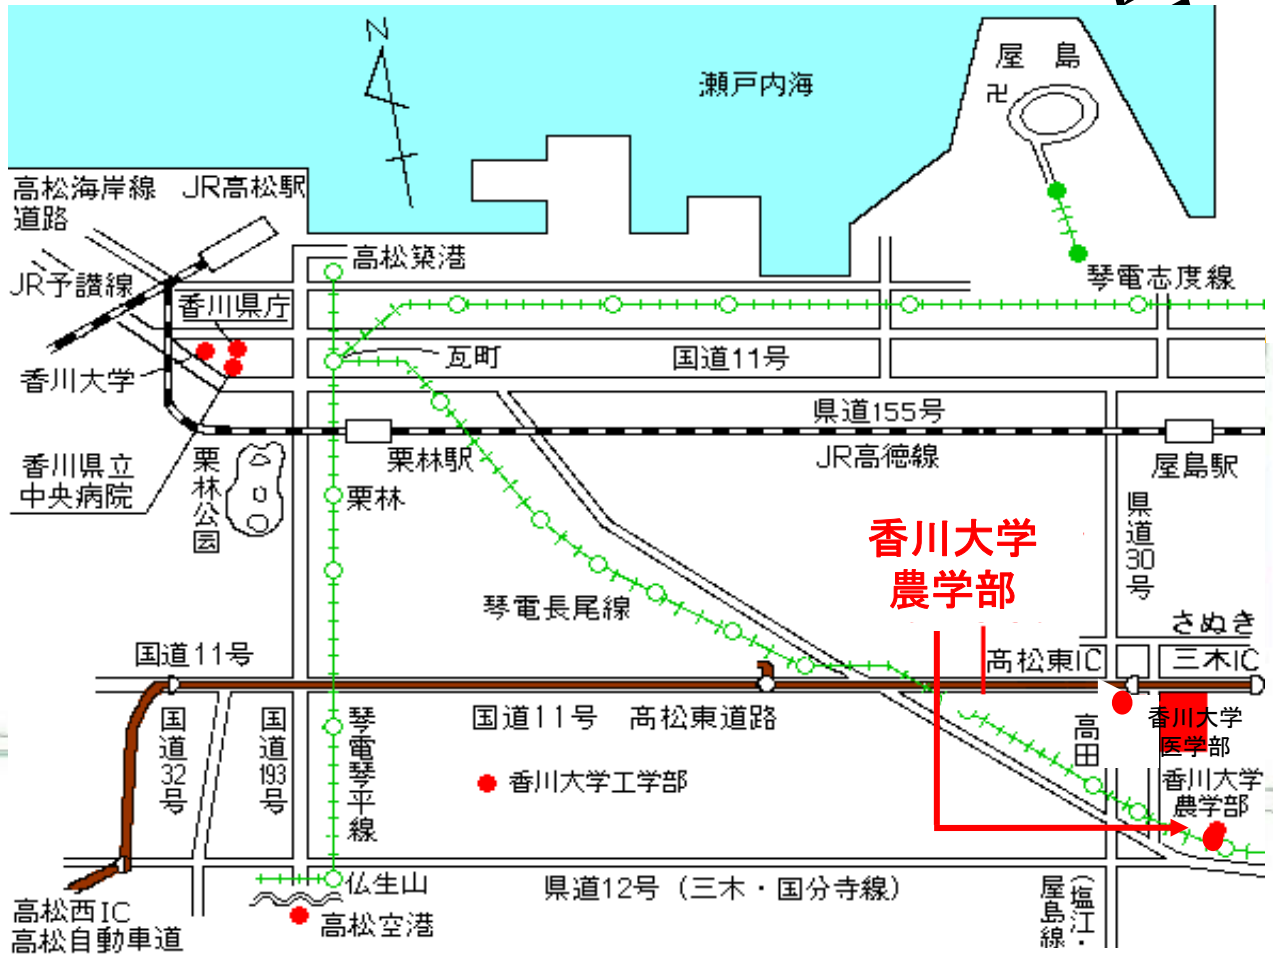 N
瀬戸内海
屋　島
卍
高松海岸線
道路
JR高松駅
高松築港
JR予讃線
香川県庁
琴電志度線
瓦町
国道11号
香川大学
県道155号
栗林駅
JR高徳線
屋島駅
香川県立
中央病院
栗林公園
栗林
県道30号
香川大学
農学部
琴電長尾線
さぬき
三木IC
国道11号
高松東IC
国道32号
国道193号
琴電琴平線
国道11号　高松東道路
高田
香川大学
医学部
香川大学工学部
香川大学
農学部
仏生山
県道12号（三木・国分寺線）
高松西IC
高松自動車道
高松空港
（塩江・
屋島線